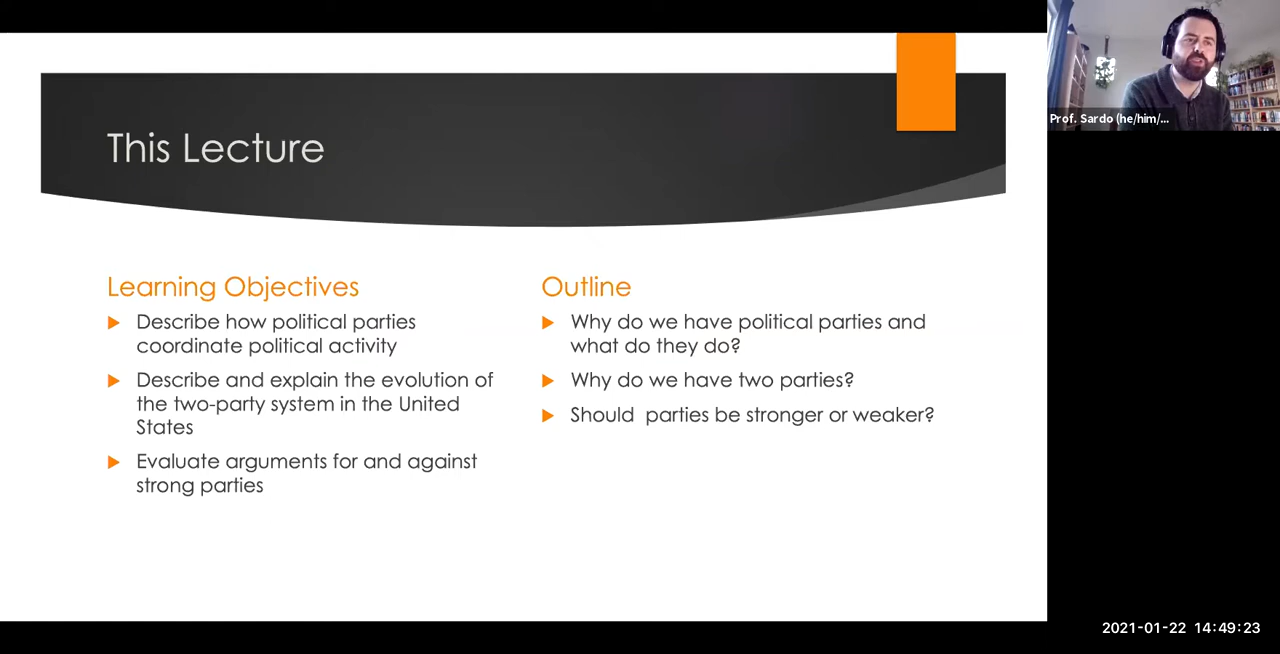 This Lecture
Learning Objectives
Describe how political parties
coordinate political activity
Describe and explain the evolution of
the two-party system in the United
States
Evaluate arguments for and against
strong parties
Outline
Why do we have political parties and
what do they do?
Why do we have two parties?
Should  parties be stronger or weaker?
Prof. Sardo (he/him/...
2021-01-22 14:49:23